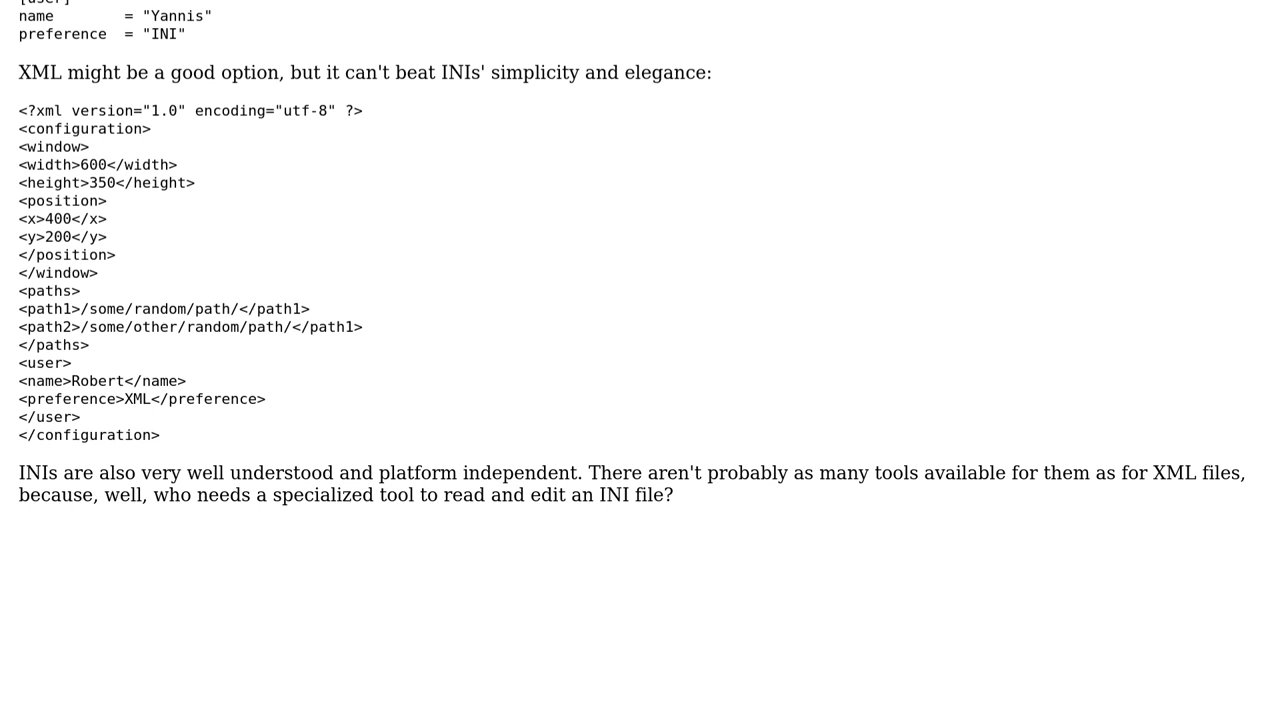 [user]
name        = "Yannis"
preference  = "INI"
XML might be a good option, but it can't beat INIs' simplicity and elegance:
<?xml version="1.0" encoding="utf-8" ?>
<configuration>
<window>
<width>600</width>
<height>350</height>
<position>
<x>400</x>
<y>200</y>
</position>
</window>
<paths>
<path1>/some/random/path/</path1>
<path2>/some/other/random/path/</path1>
</paths>
<user>
<name>Robert</name>
<preference>XML</preference>
</user>
</configuration>
INIs are also very well understood and platform independent. There aren't probably as many tools available for them as for XML files,
because, well, who needs a specialized tool to read and edit an INI file?